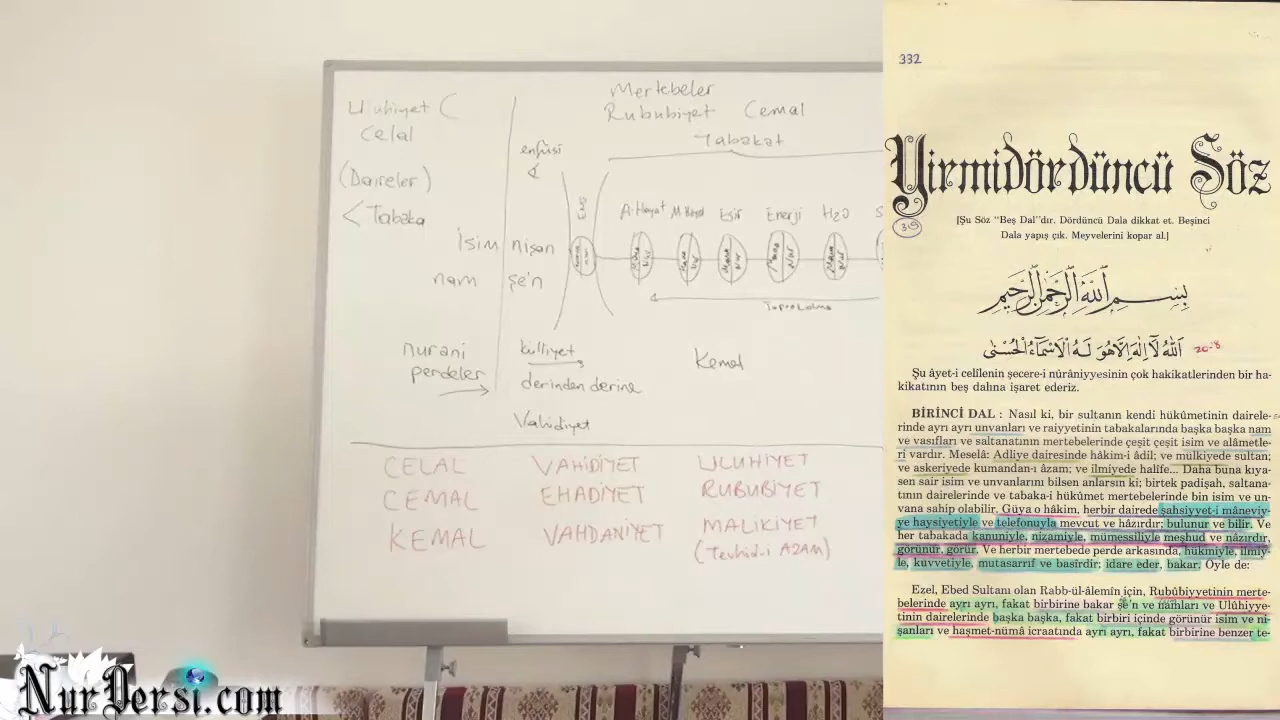 Uluhiyet
Celal
(Daireler)
< Tabaka
isim
nam
nurani
perdeler
Mertebeler
Rububiyet Cemal
Tabakat
enfüsi
nişan
şe'n
A.Hayat M.Hayat Esir Enerji H2O
külliyet
derinden derine
Vahidiyet
Kemal
CELAL VAHİDİYET ULUHİYET
CEMAL EHADİYET RUBUBİYET
KEMAL VAHDANİYET MALIKIYET
(Tevhid-i AZAM)
NurDersi.com
332
Yirmidördüncü Söz
319
[Şu Söz "Beş Dal"dır. Dördüncü Dala dikkat et. Beşinci
Dala yapış çık. Meyvelerini kopar al.]
بِسْمِ اللّٰهِ الرَّحْمٰنِ الرَّحِيمِ
اَللّٰهُ لَٓا اِلٰهَ اِلَّا هُوَ لَهُ الْاَسْمَٓاءُ الْحُسْنٰى 20-8
Şu âyet-i celîlenin şecere-i nûrâniyyesinin çok hakikatlerinden bir ha-
kikatının beş dalına işaret ederiz.
BİRİNCİ DAL : Nasıl ki, bir sultanın kendi hükûmetinin dairele-
rinde ayrı ayrı unvanları ve raiyyetinin tabakalarında başka başka nam
ve vasıfları ve saltanatının mertebelerinde çeşit çeşit isim ve alâmetle-
ri vardır. Meselâ: Adliye dairesinde hâkim-i âdil; ve mülkiyede sultan;
ve askeriyede kumandan-ı âzam; ve ilmiyede halife.. Daha buna kıya-
sen sair isim ve unvanlarını bilsen anlarsın ki; birtek padişah, saltana-
tının dairelerinde ve tabaka-i hükûmet mertebelerinde bin isim ve un-
vana sahip olabilir. Güya o hâkim, herbir dairede şahsiyyet-i mâneviy-
ye haysiyetiyle ve telefonuyla mevcut ve hâzırdır; bulunur ve bilir. Ve
her tabakada kanuniyle, nizamiyle, mümessiliyle meşhud ve nâzırdır,
görünür, görür. Ve herbir mertebede perde arkasında, hükmiyle, ilmiy-
le, kuvvetiyle, mutasarrıf ve basîrdir; idare eder, bakar. Öyle de:
Ezel, Ebed Sultanı olan Rabb-ül-âlemîn için, Rubûbiyyetinin merte-
belerinde ayrı ayrı, fakat birbirine bakar şe'n ve namları ve Ulûhiyye-
tinin dairelerinde başka başka, fakat birbiri içinde görünür isim ve ni-
şanları ve haşmet-nümâ icraatında ayrı ayrı, fakat birbirine benzer te-